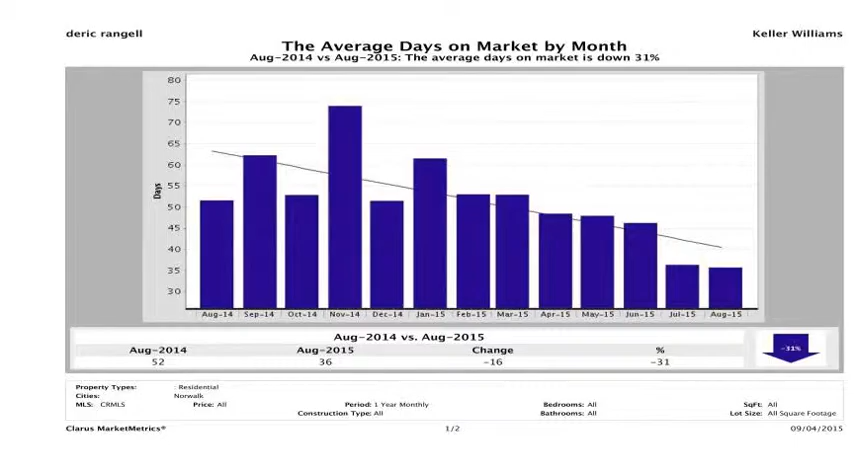 deric rangell Keller Williams
The Average Days on Market by Month
Aug-2014 vs Aug-2015: The average days on market is down 31%
80
75
70
65
60
55
50
45
40
35
30
Days
Aug-14 Sep-14 Oct-14 Nov-14 Dec-14 Jan-15 Feb-15 Mar-15 Apr-15 May-15 Jun-15 Jul-15 Aug-15
Aug-2014 vs. Aug-2015
Aug-2014 Aug-2015 Change %
52 36 -16 -31
-31%
Property Types: : Residential
Cities: Norwalk
MLS: CRMLS Price: All Period: 1 Year Monthly Bedrooms: All SqFt: All
Construction Type: All Bathrooms: All Lot Size: All Square Footage
Clarus MarketMetrics® 1/2 09/04/2015